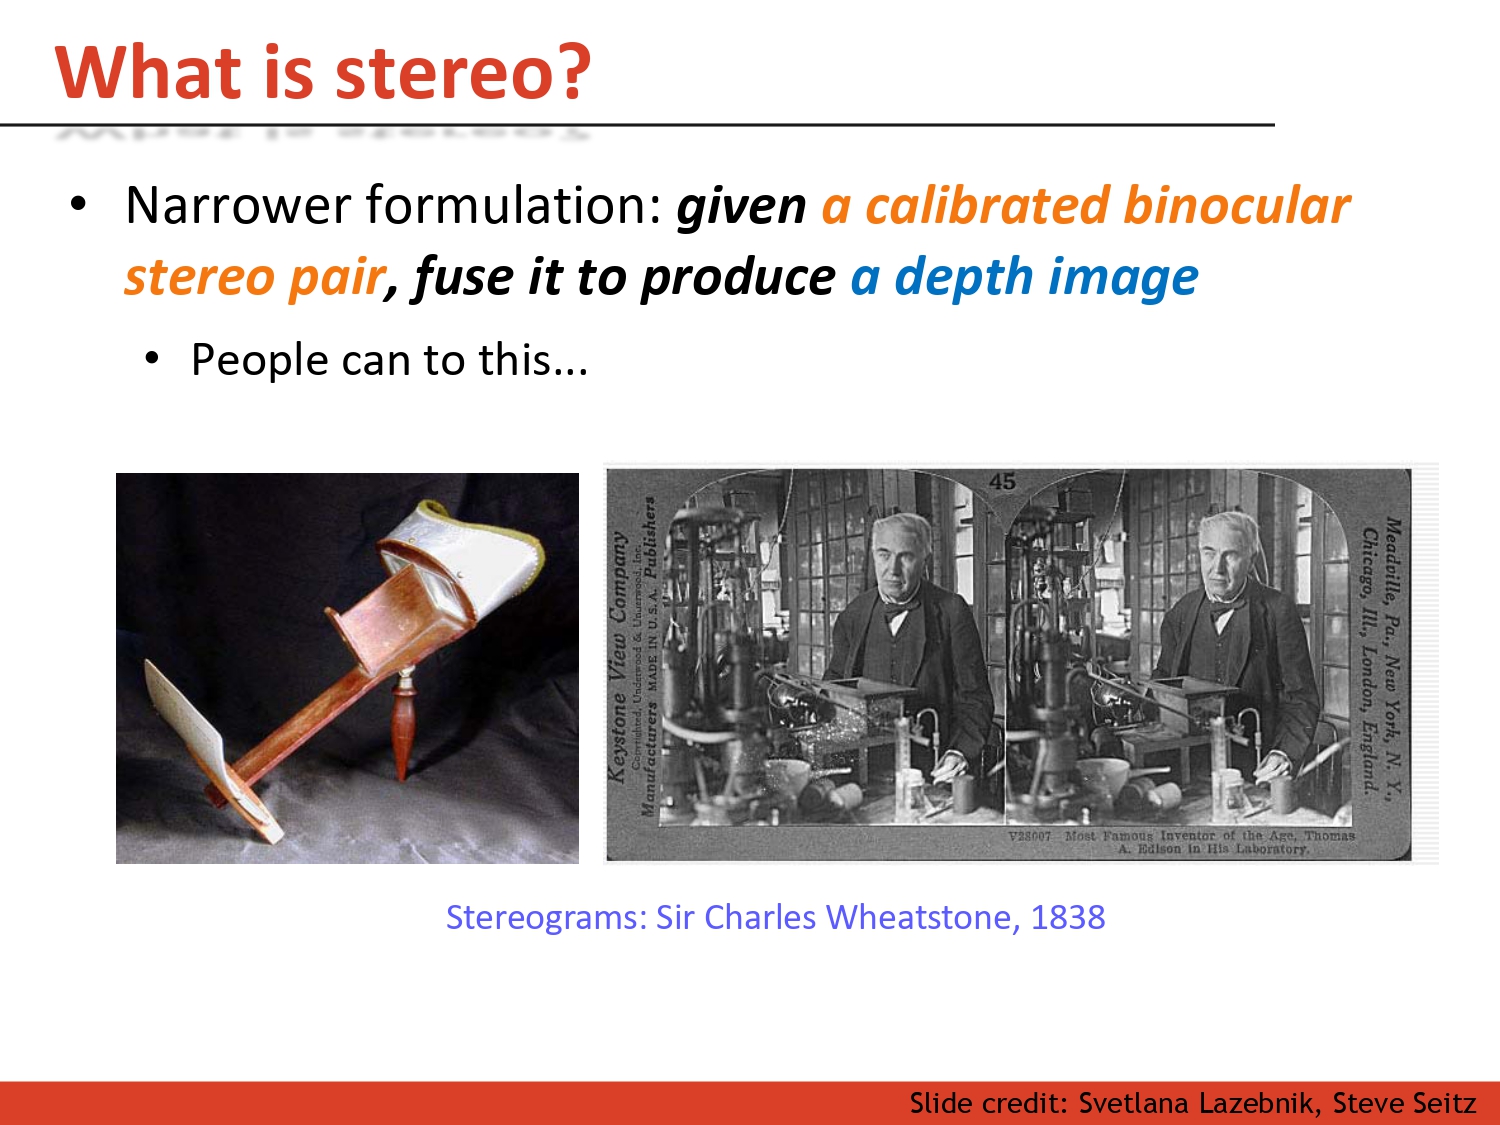 What is stereo?
• Narrower formulation: given a calibrated binocular
stereo pair, fuse it to produce a depth image
• People can to this...
45
Keystone View Company
Copyrighted, Underwood & Underwood, Inc.
Manufacturers MADE IN U.S.A. Publishers
Meadville, Pa., New York, N. Y.,
Chicago, Ill., London, England.
V28007 Most Famous Inventor of the Age, Thomas
A. Edison in His Laboratory.
Stereograms: Sir Charles Wheatstone, 1838
Slide credit: Svetlana Lazebnik, Steve Seitz